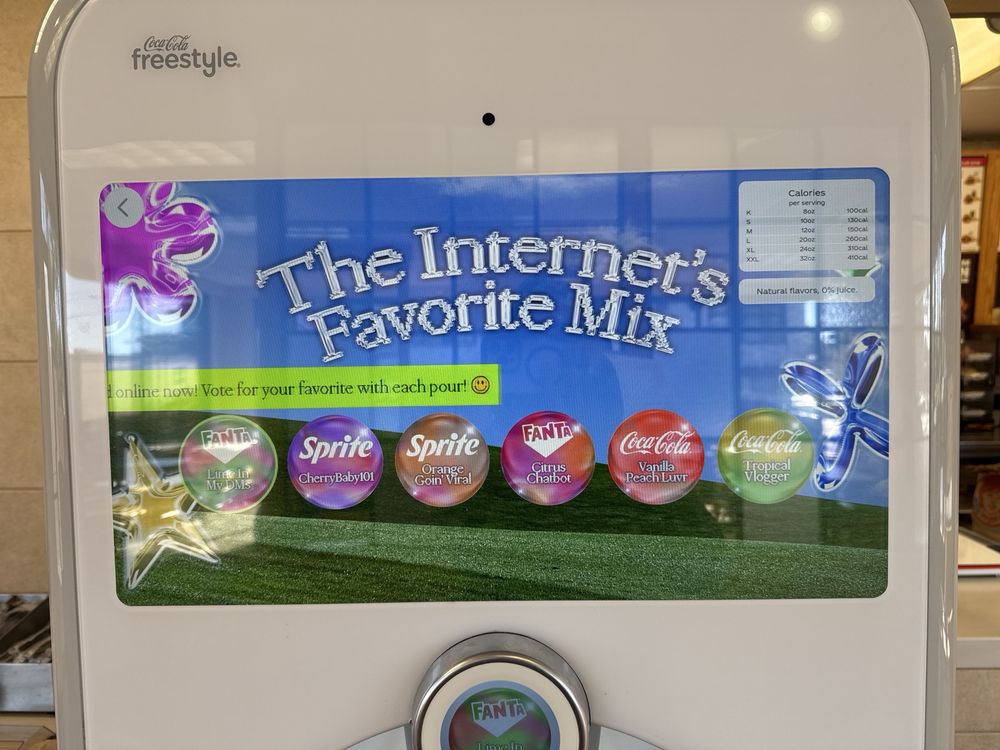 Coca-Cola
freestyle
Calories
per serving
K 8oz 100cal
S 10oz 130cal
M 12oz 150cal
L 20oz 260cal
XL 24oz 310cal
XXL 32oz 410cal
Natural flavors, 0% juice.
The Internet's
Favorite Mix
online now! Vote for your favorite with each pour!
FANTA
Lime In
My DMs
Sprite
CherryBaby101
Sprite
Orange
Goin' Viral
FANTA
Citrus
Chatbot
Coca-Cola
Vanilla
Peach Luvr
Coca-Cola
Tropical
Vlogger
FANTA
Lime In